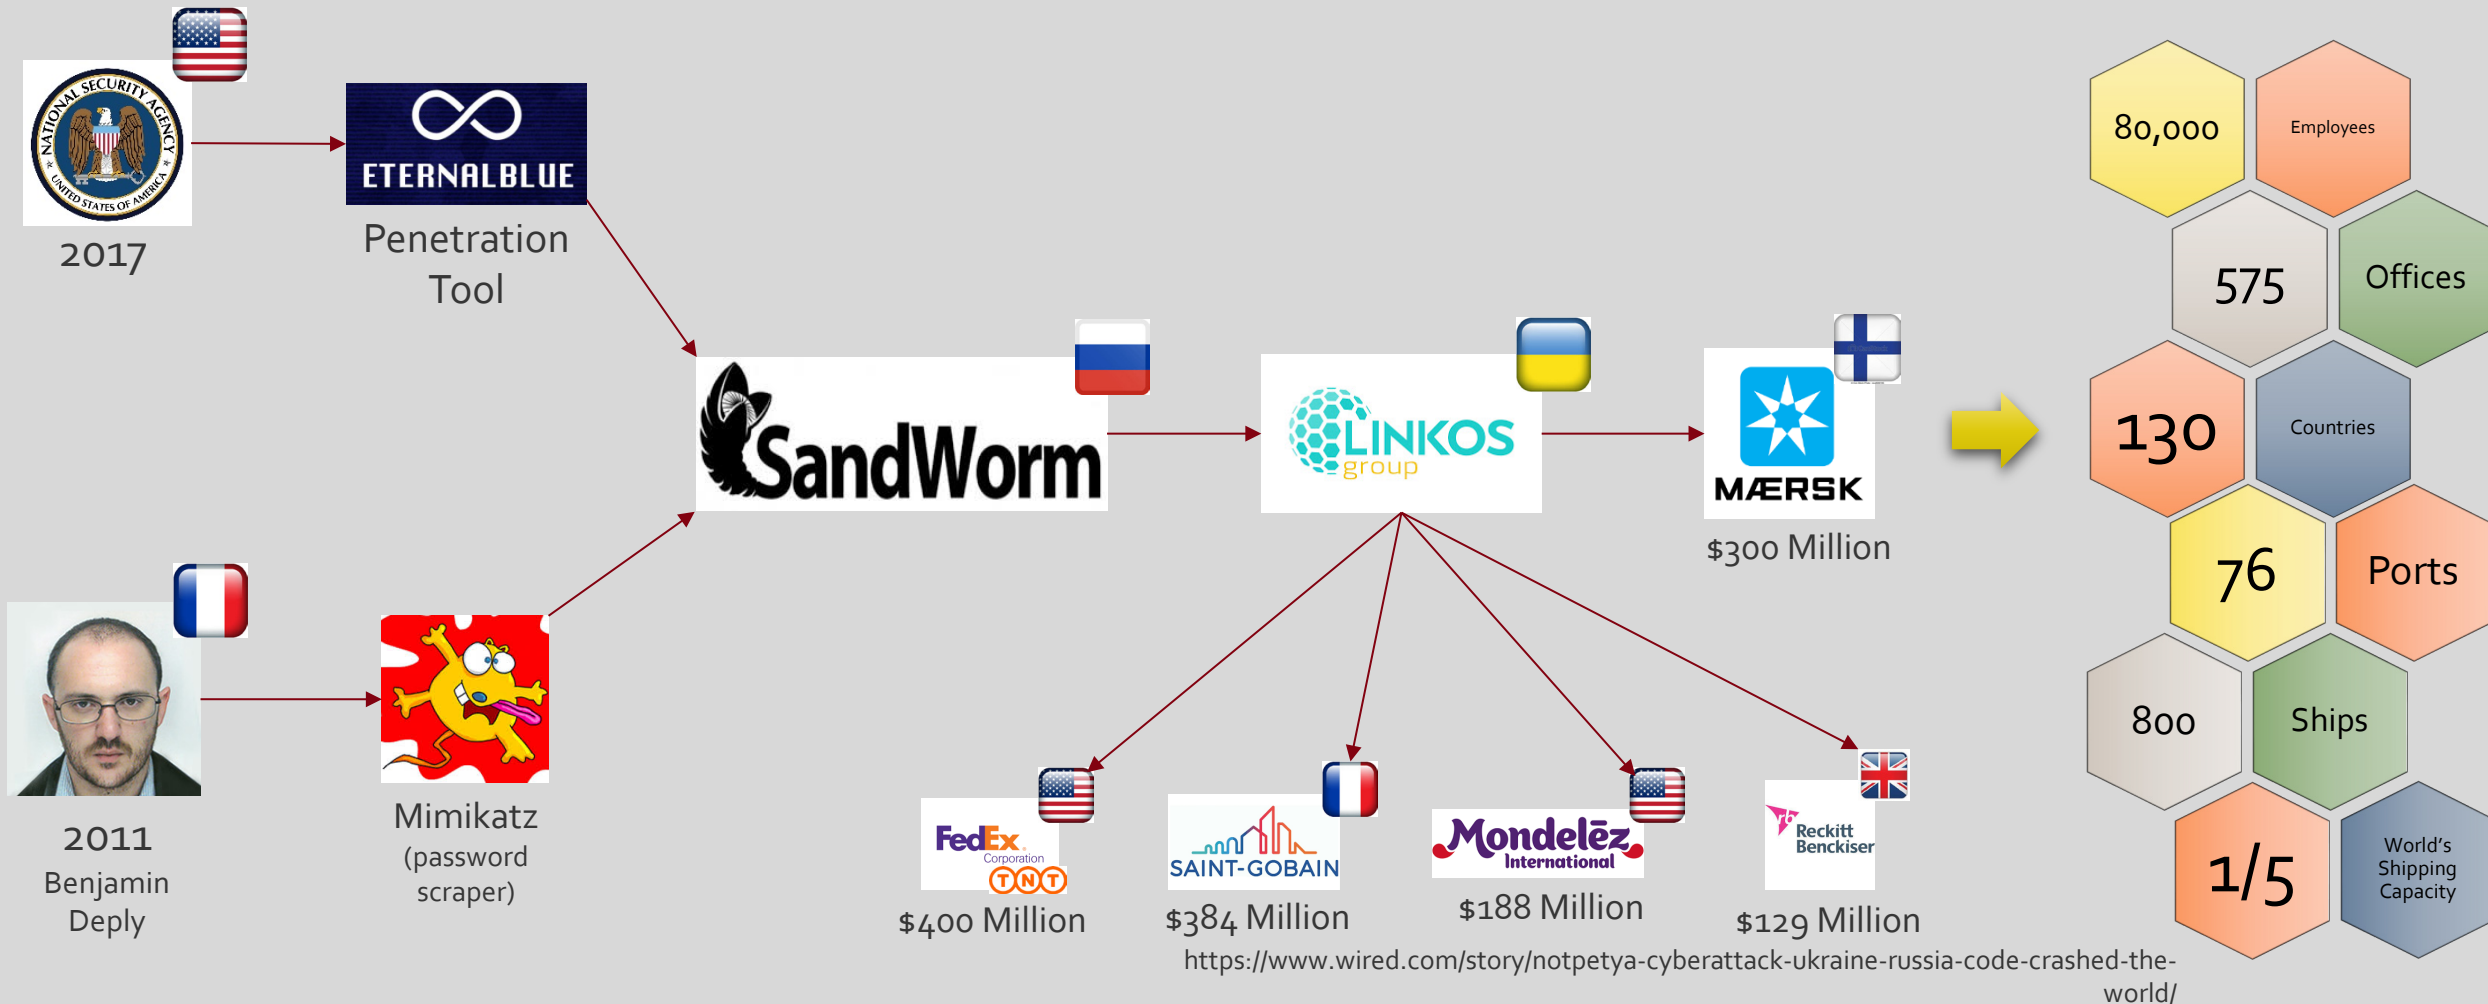 NATIONAL SECURITY AGENCY
UNITED STATES OF AMERICA
2017
ETERNALBLUE
Penetration
Tool
2011
Benjamin
Deply
Mimikatz
(password
scraper)
SandWorm
LINKOS
group
MÆRSK
$300 Million
FedEx
Corporation
TNT
$400 Million
SAINT-GOBAIN
$384 Million
Mondelēz
International
$188 Million
rb
Reckitt
Benckiser
$129 Million
80,000
Employees
575
Offices
130
Countries
76
Ports
800
Ships
1/5
World's
Shipping
Capacity
https://www.wired.com/story/notpetya-cyberattack-ukraine-russia-code-crashed-the-
world/